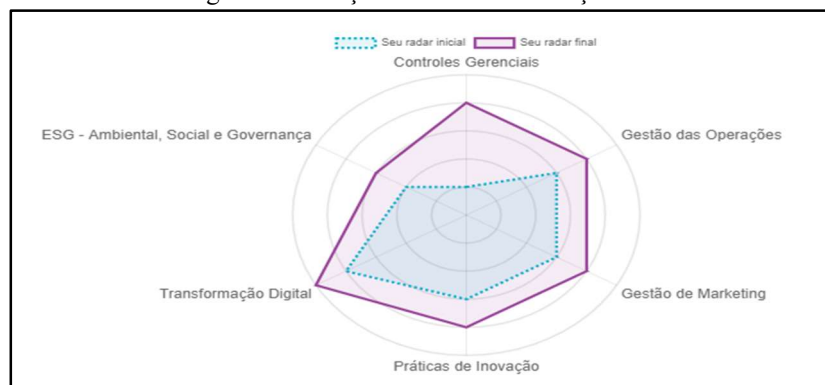 Seu radar inicial Seu radar final
Controles Gerenciais
ESG - Ambiental, Social e Governança
Gestão das Operações
Transformação Digital
Gestão de Marketing
Práticas de Inovação